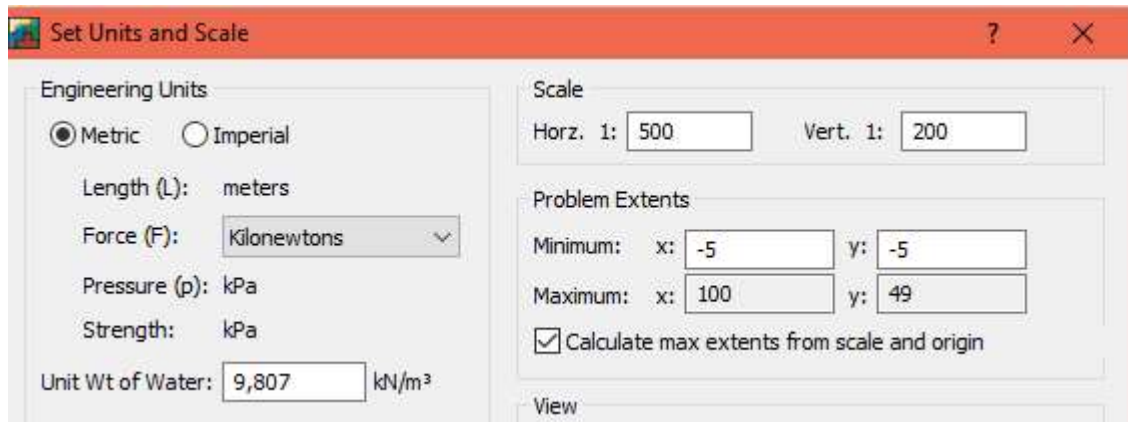 Set Units and Scale ?
Engineering Units
Metric Imperial
Length (L): meters
Force (F): Kilonewtons
Pressure (p): kPa
Strength: kPa
Unit Wt of Water: 9,807 kN/m³
Scale
Horz. 1: 500 Vert. 1: 200
Problem Extents
Minimum: x: -5 y: -5
Maximum: x: 100 y: 49
Calculate max extents from scale and origin
View